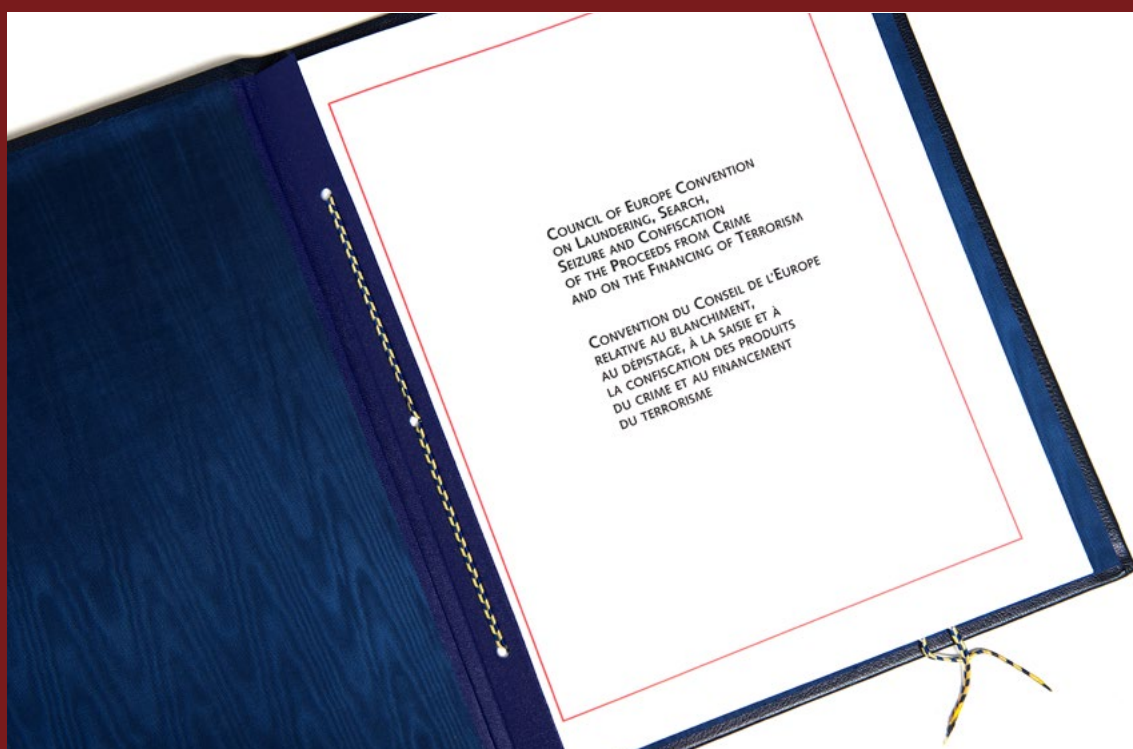 Council of Europe Convention
on Laundering, Search,
Seizure and Confiscation
of the Proceeds from Crime
and on the Financing of Terrorism
Convention du Conseil de l'Europe
relative au blanchiment,
au dépistage, à la saisie et à
la confiscation des produits
du crime et au financement
du terrorisme